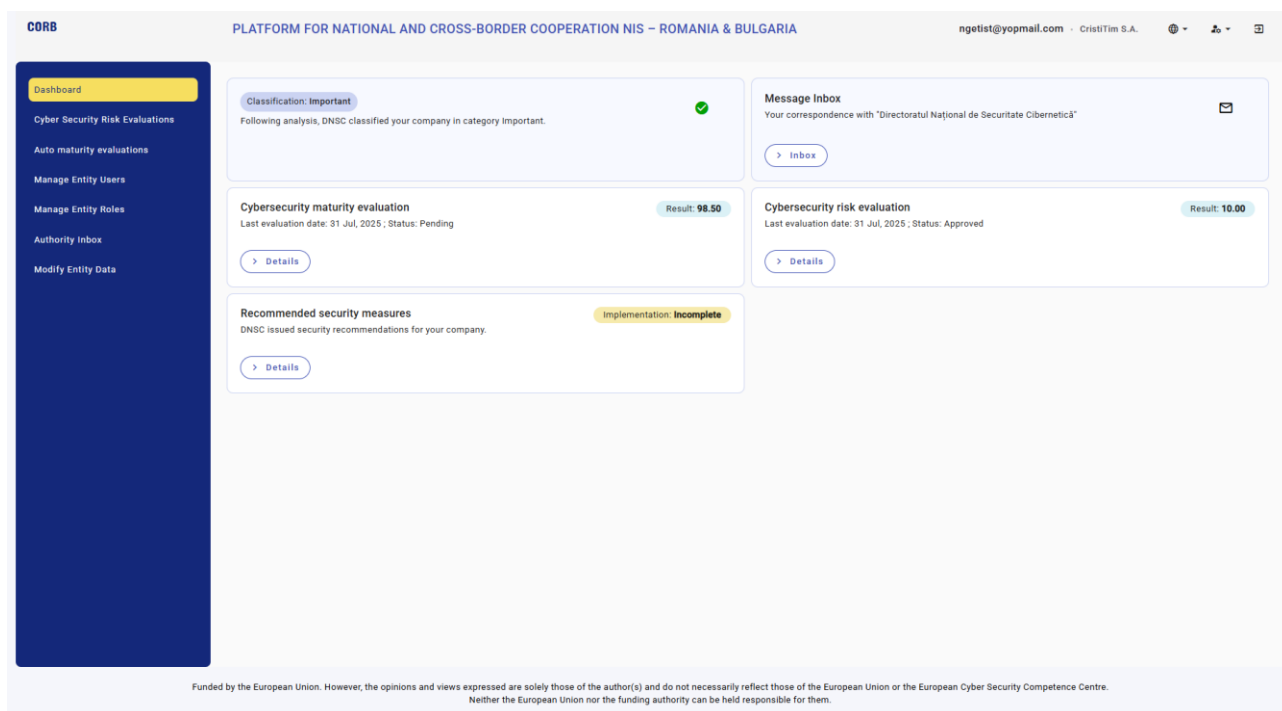 CORB
PLATFORM FOR NATIONAL AND CROSS-BORDER COOPERATION NIS – ROMANIA & BULGARIA
ngetist@yopmail.com · CristiTim S.A.
Dashboard
Cyber Security Risk Evaluations
Auto maturity evaluations
Manage Entity Users
Manage Entity Roles
Authority Inbox
Modify Entity Data
Classification: Important
Following analysis, DNSC classified your company in category Important.
Message Inbox
Your correspondence with "Directoratul Național de Securitate Cibernetică"
> Inbox
Cybersecurity maturity evaluation
Result: 98.50
Last evaluation date: 31 Jul, 2025 ; Status: Pending
> Details
Cybersecurity risk evaluation
Result: 10.00
Last evaluation date: 31 Jul, 2025 ; Status: Approved
> Details
Recommended security measures
Implementation: Incomplete
DNSC issued security recommendations for your company.
> Details
Funded by the European Union. However, the opinions and views expressed are solely those of the author(s) and do not necessarily reflect those of the European Union or the European Cyber Security Competence Centre.
Neither the European Union nor the funding authority can be held responsible for them.